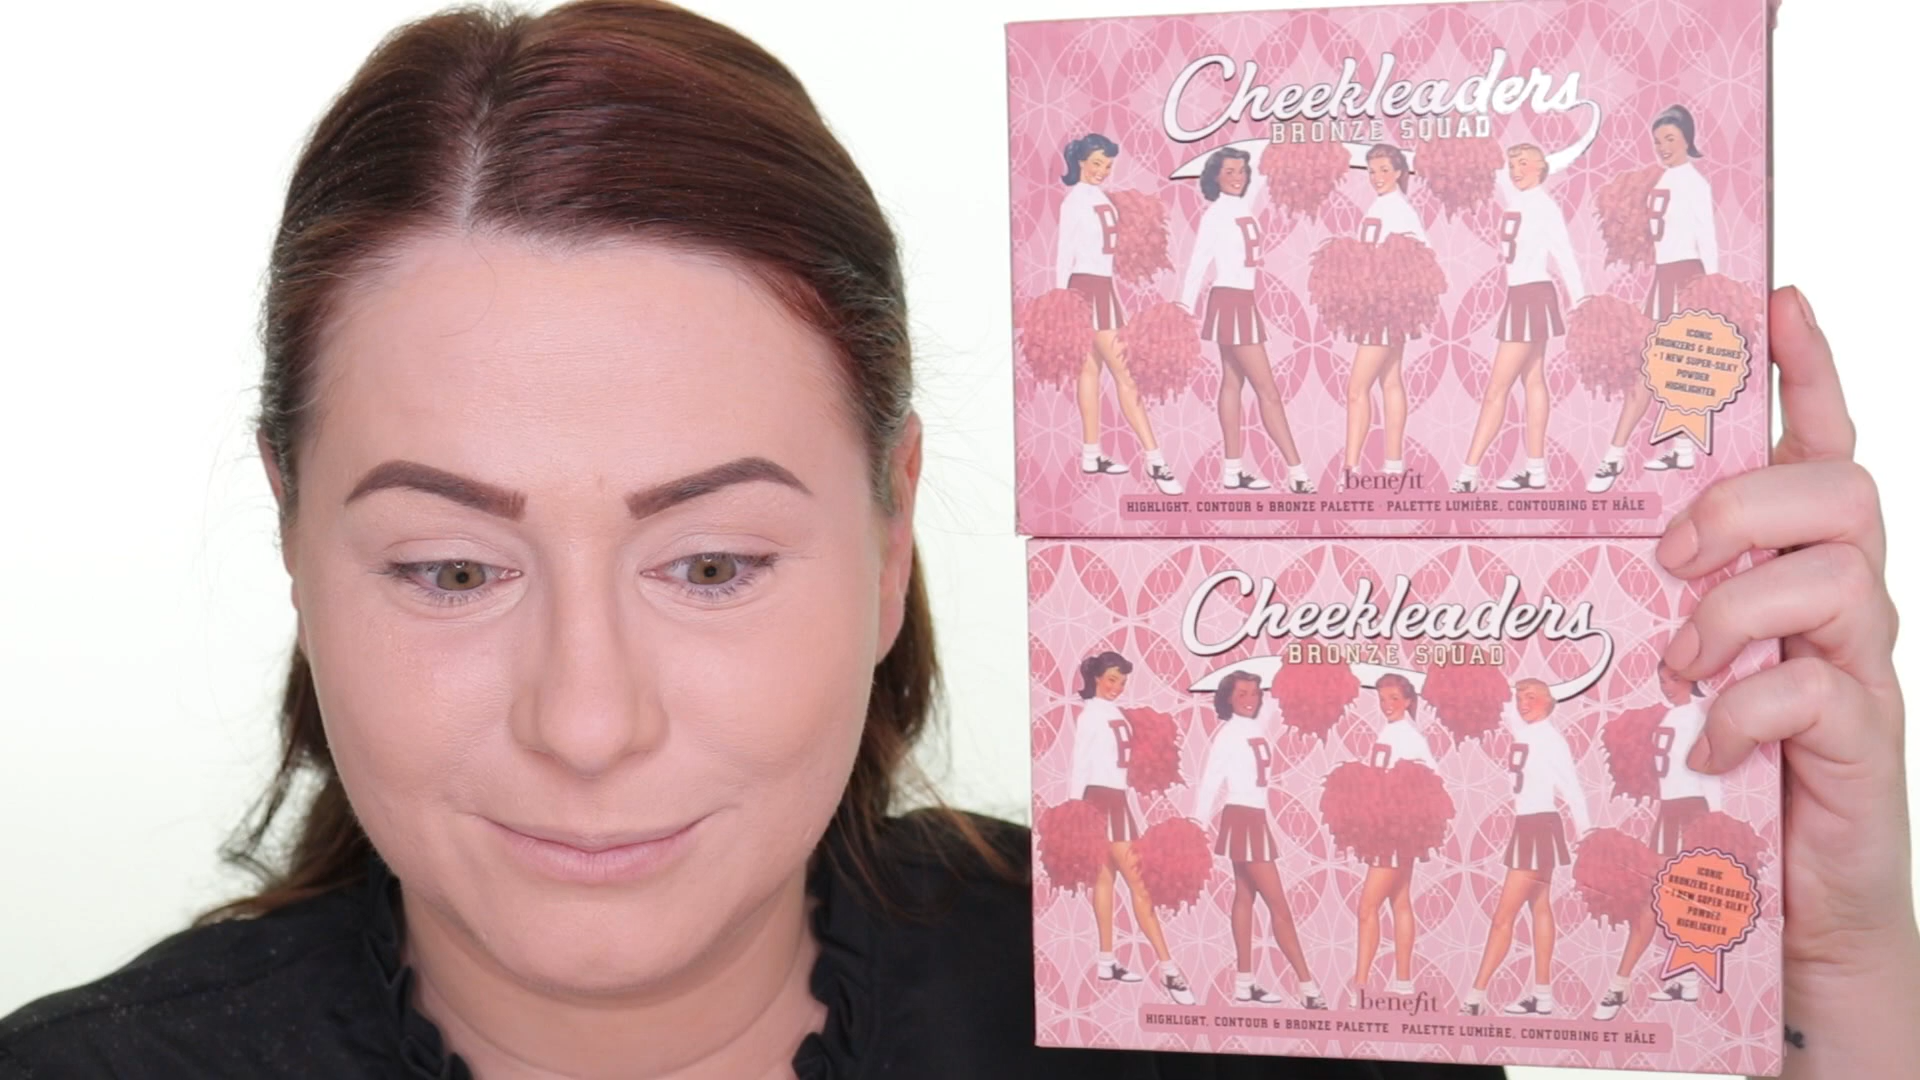 Cheekleaders
BRONZE SQUAD
B
B
B
B
B
ICONIC
BRONZERS & BLUSHES
+ 1 NEW SUPER-SILKY
POWDER
HIGHLIGHTER
benefit
HIGHLIGHT, CONTOUR & BRONZE PALETTE · PALETTE LUMIÈRE, CONTOURING ET HÂLE
Cheekleaders
BRONZE SQUAD
B
B
B
B
B
ICONIC
BRONZERS & BLUSHES
+ 1 NEW SUPER-SILKY
POWDER
HIGHLIGHTER
benefit
HIGHLIGHT, CONTOUR & BRONZE PALETTE PALETTE LUMIÈRE, CONTOURING ET HÂLE